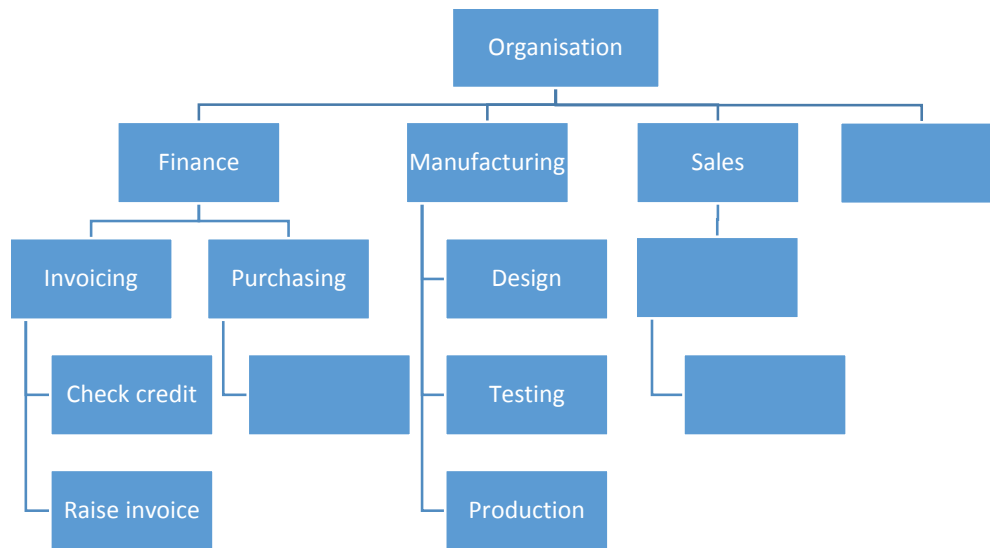 Organisation
Finance
Manufacturing
Sales
Invoicing
Purchasing
Design
Check credit
Testing
Raise invoice
Production